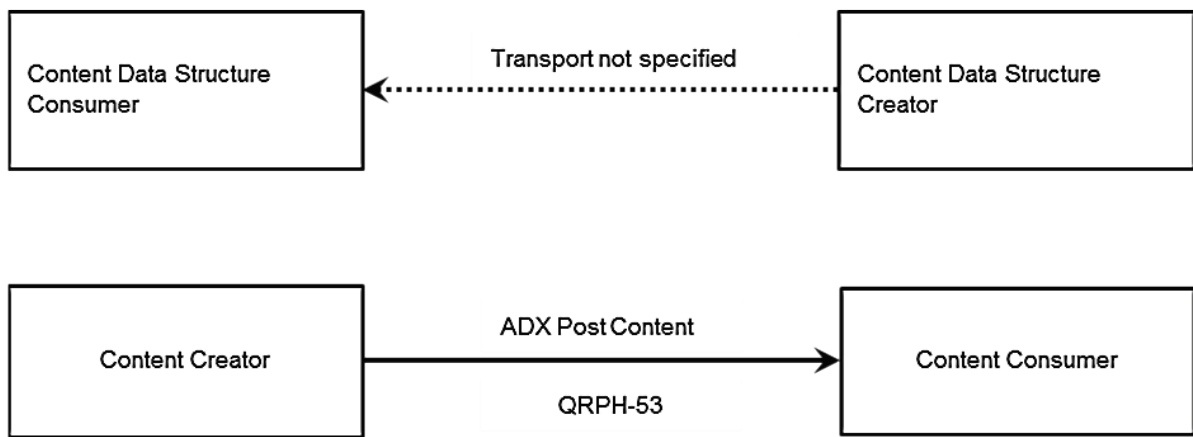 Content Data Structure
Consumer
Transport not specified
Content Data Structure
Creator
Content Creator
ADX Post Content
QRPH-53
Content Consumer